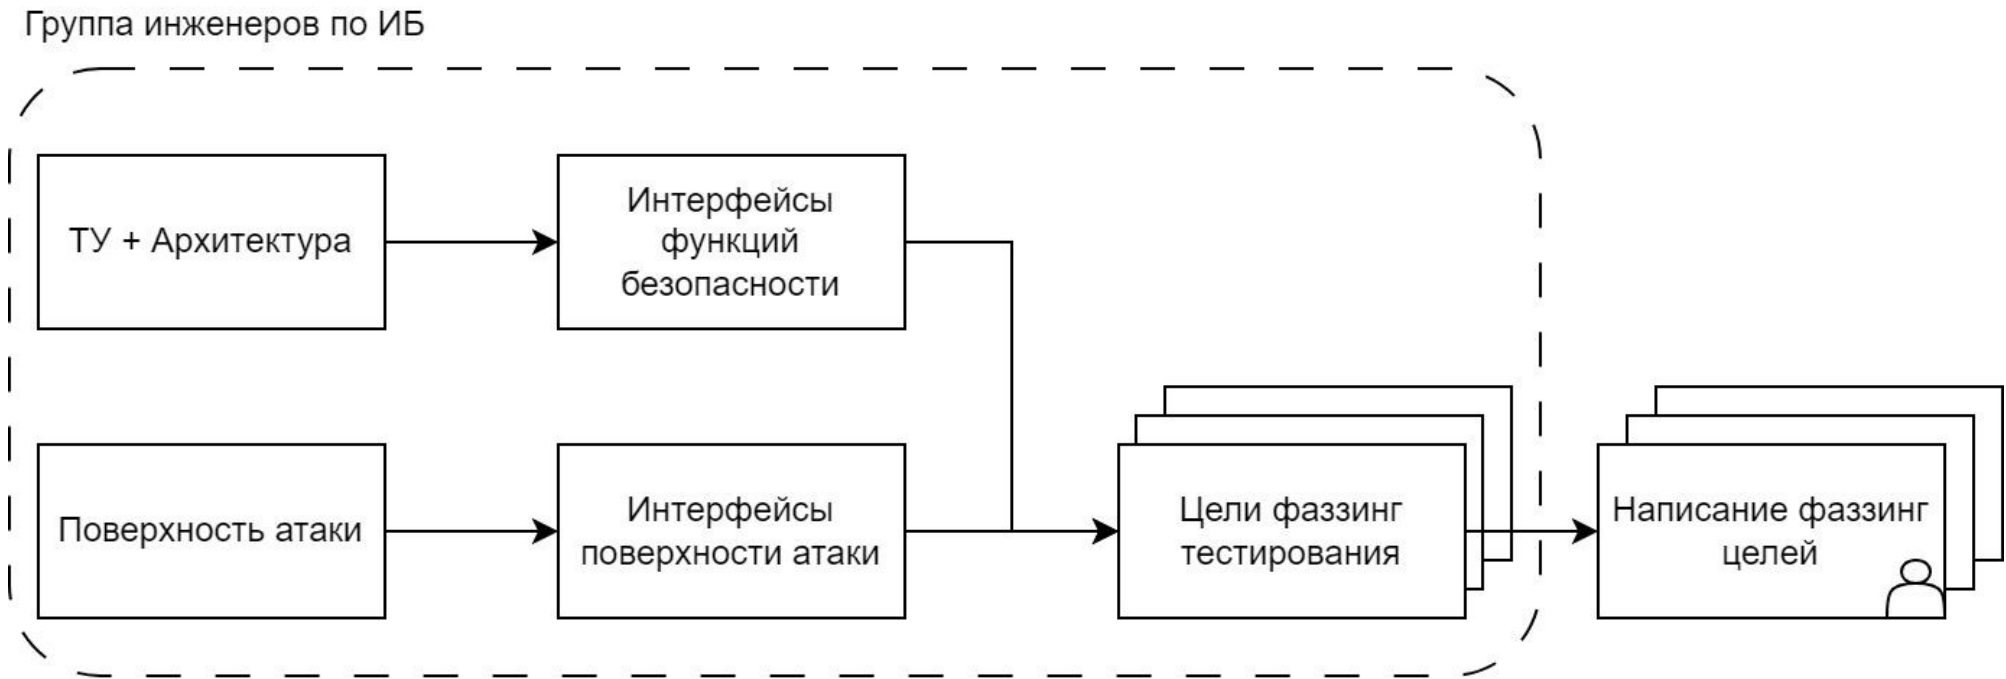 Группа инженеров по ИБ
ТУ + Архитектура
Интерфейсы
функций
безопасности
Поверхность атаки
Интерфейсы
поверхности атаки
Цели фаззинг
тестирования
Написание фаззинг
целей